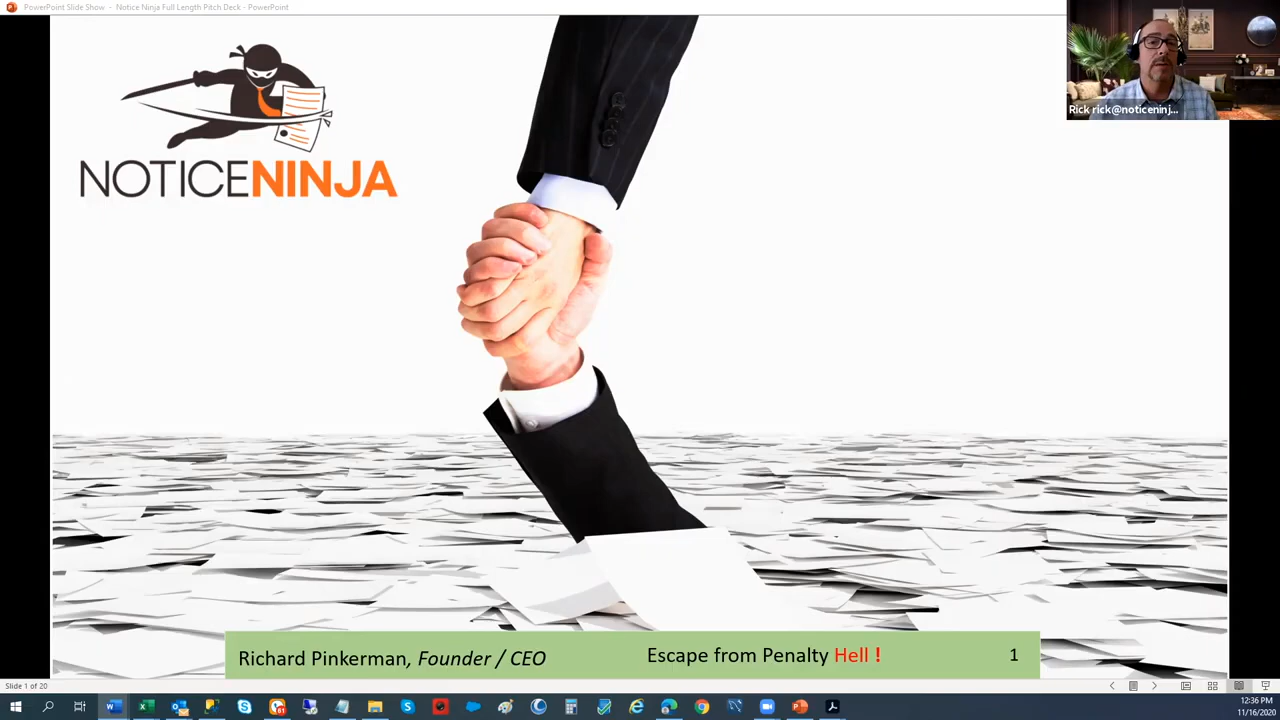 PowerPoint Slide Show - Notice Ninja Full Length Pitch Deck - PowerPoint
Rick rick@noticeninj...
NOTICENINJA
Richard Pinkerman, Founder / CEO
Escape from Penalty Hell !
1
Slide 1 of 20
61
12:36 PM
11/16/2020